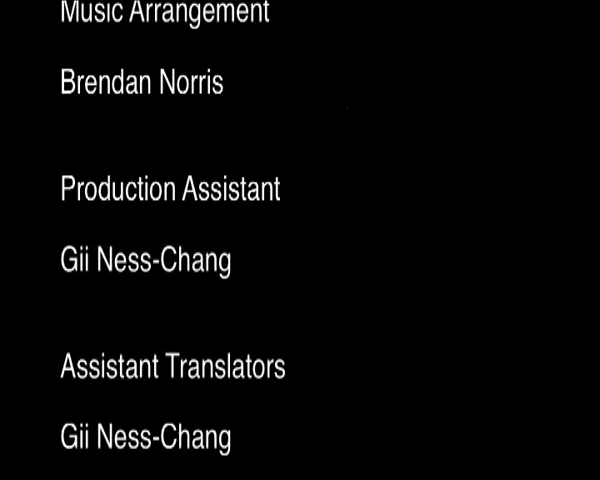 Music Arrangement
Brendan Norris
Production Assistant
Gii Ness-Chang
Assistant Translators
Gii Ness-Chang